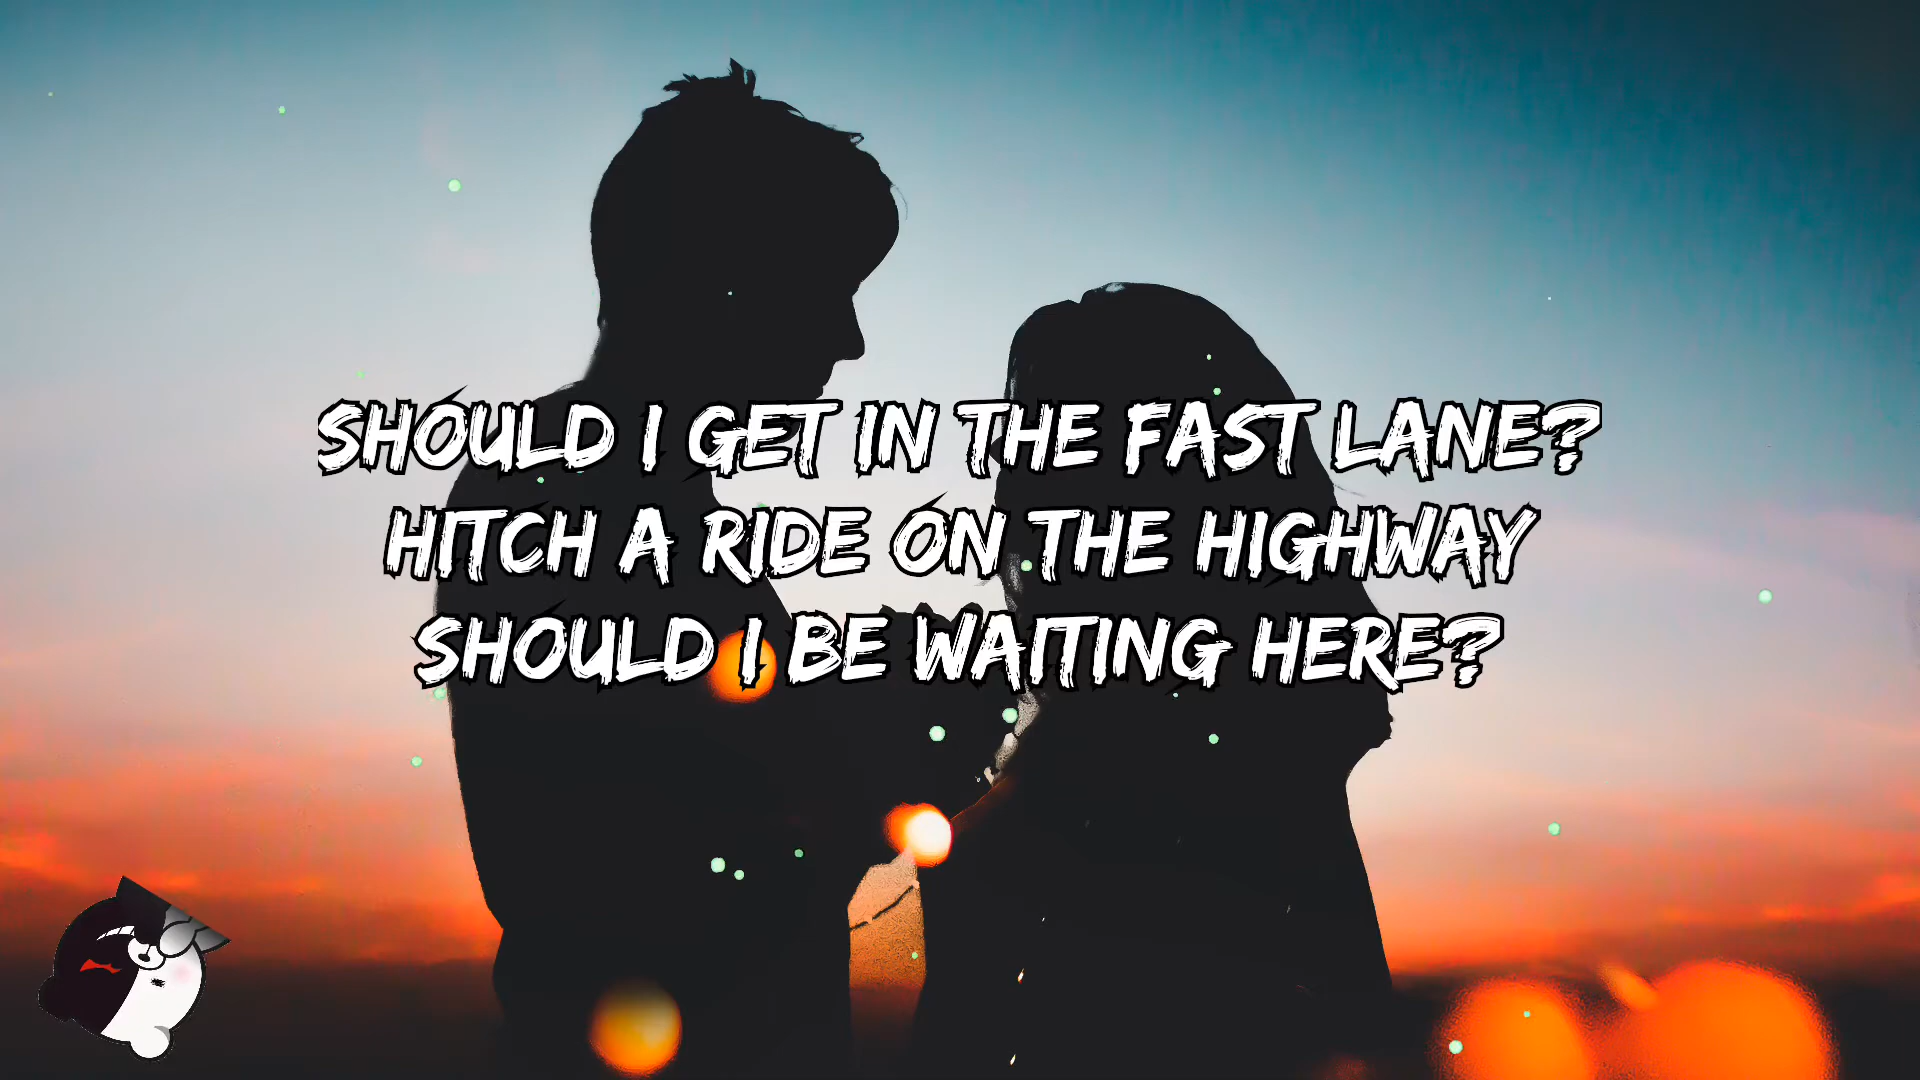 SHOULD I GET IN THE FAST LANE?
HITCH A RIDE ON THE HIGHWAY
SHOULD I BE WAITING HERE?